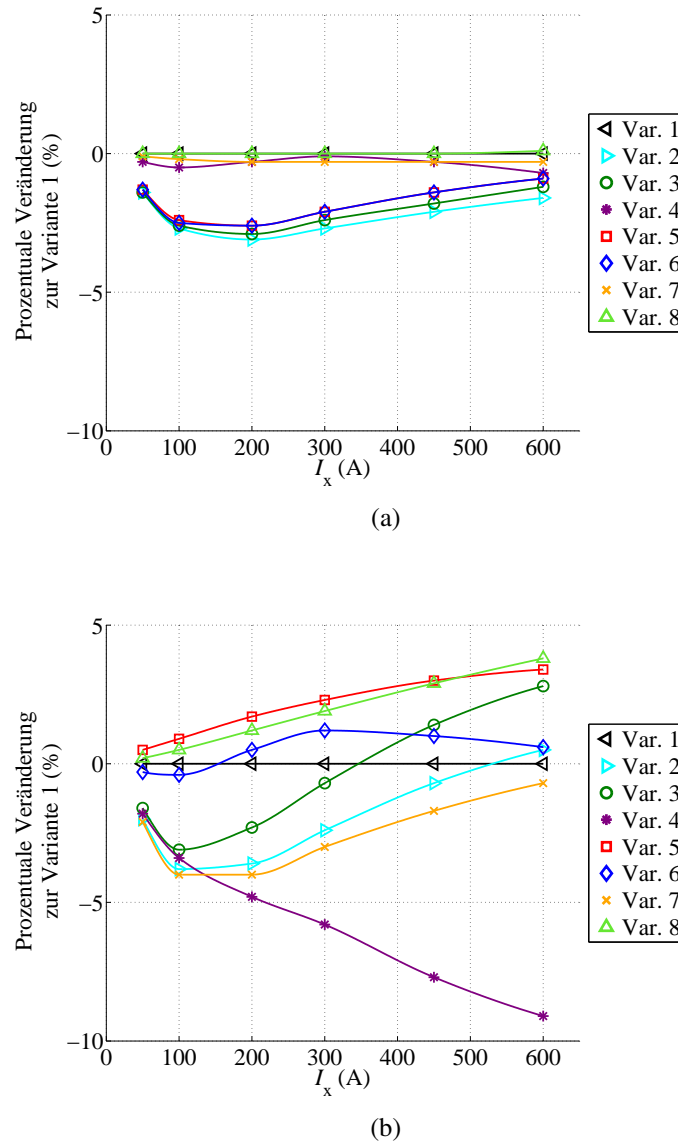 5
0
−5
−10
Prozentuale Veränderung
zur Variante 1 (%)
0 100 200 300 400 500 600
Ix (A)
Var. 1
Var. 2
Var. 3
Var. 4
Var. 5
Var. 6
Var. 7
Var. 8
(a)
5
0
−5
−10
Prozentuale Veränderung
zur Variante 1 (%)
0 100 200 300 400 500 600
Ix (A)
Var. 1
Var. 2
Var. 3
Var. 4
Var. 5
Var. 6
Var. 7
Var. 8
(b)